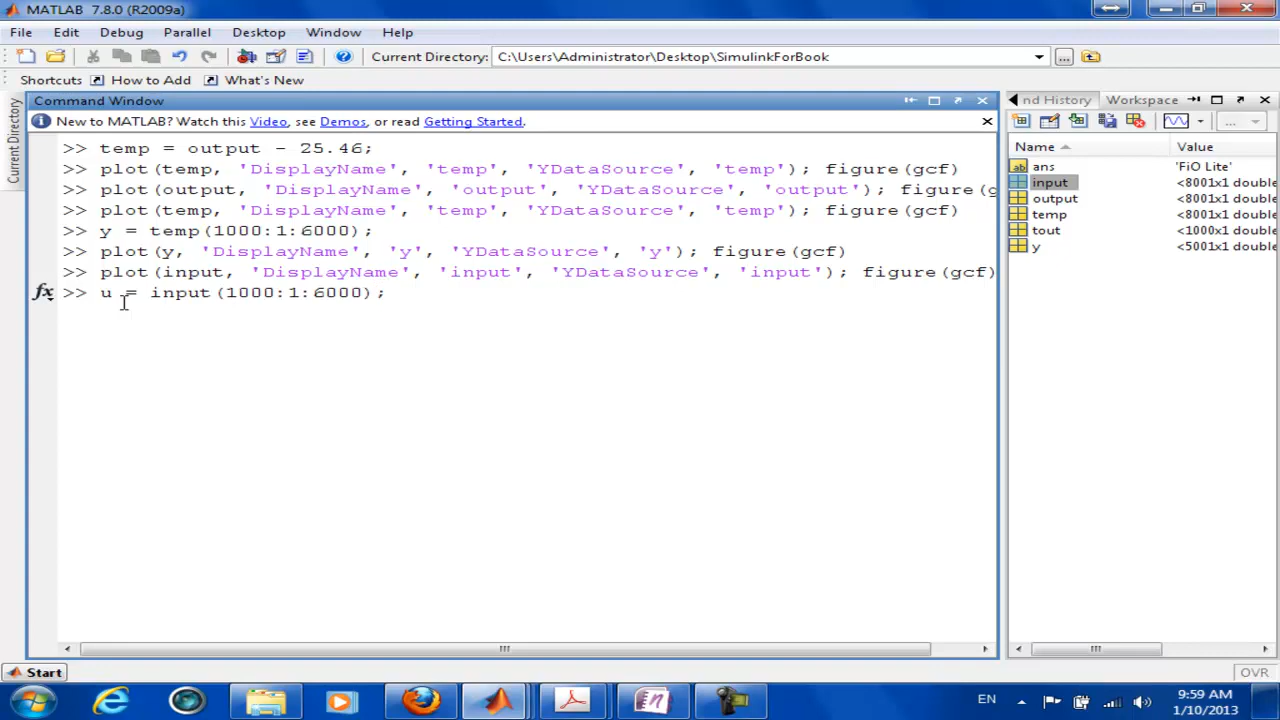 MATLAB 7.8.0 (R2009a)
File Edit Debug Parallel Desktop Window Help
Current Directory: C:\Users\Administrator\Desktop\SimulinkForBook
Shortcuts How to Add What's New
Current Directory
Command Window
New to MATLAB? Watch this Video, see Demos, or read Getting Started.
>> temp = output - 25.46;
>> plot(temp, 'DisplayName', 'temp', 'YDataSource', 'temp'); figure(gcf)
>> plot(output, 'DisplayName', 'output', 'YDataSource', 'output'); figure(g
>> plot(temp, 'DisplayName', 'temp', 'YDataSource', 'temp'); figure(gcf)
>> y = temp(1000:1:6000);
>> plot(y, 'DisplayName', 'y', 'YDataSource', 'y'); figure(gcf)
>> plot(input, 'DisplayName', 'input', 'YDataSource', 'input'); figure(gcf)
fx >> u = input(1000:1:6000);
nd History Workspace
...
Name Value
ans 'FiO Lite'
input <8001x1 double
output <8001x1 double
temp <8001x1 double
tout <1000x1 double
y <5001x1 double
Start
OVR
EN
9:59 AM
1/10/2013